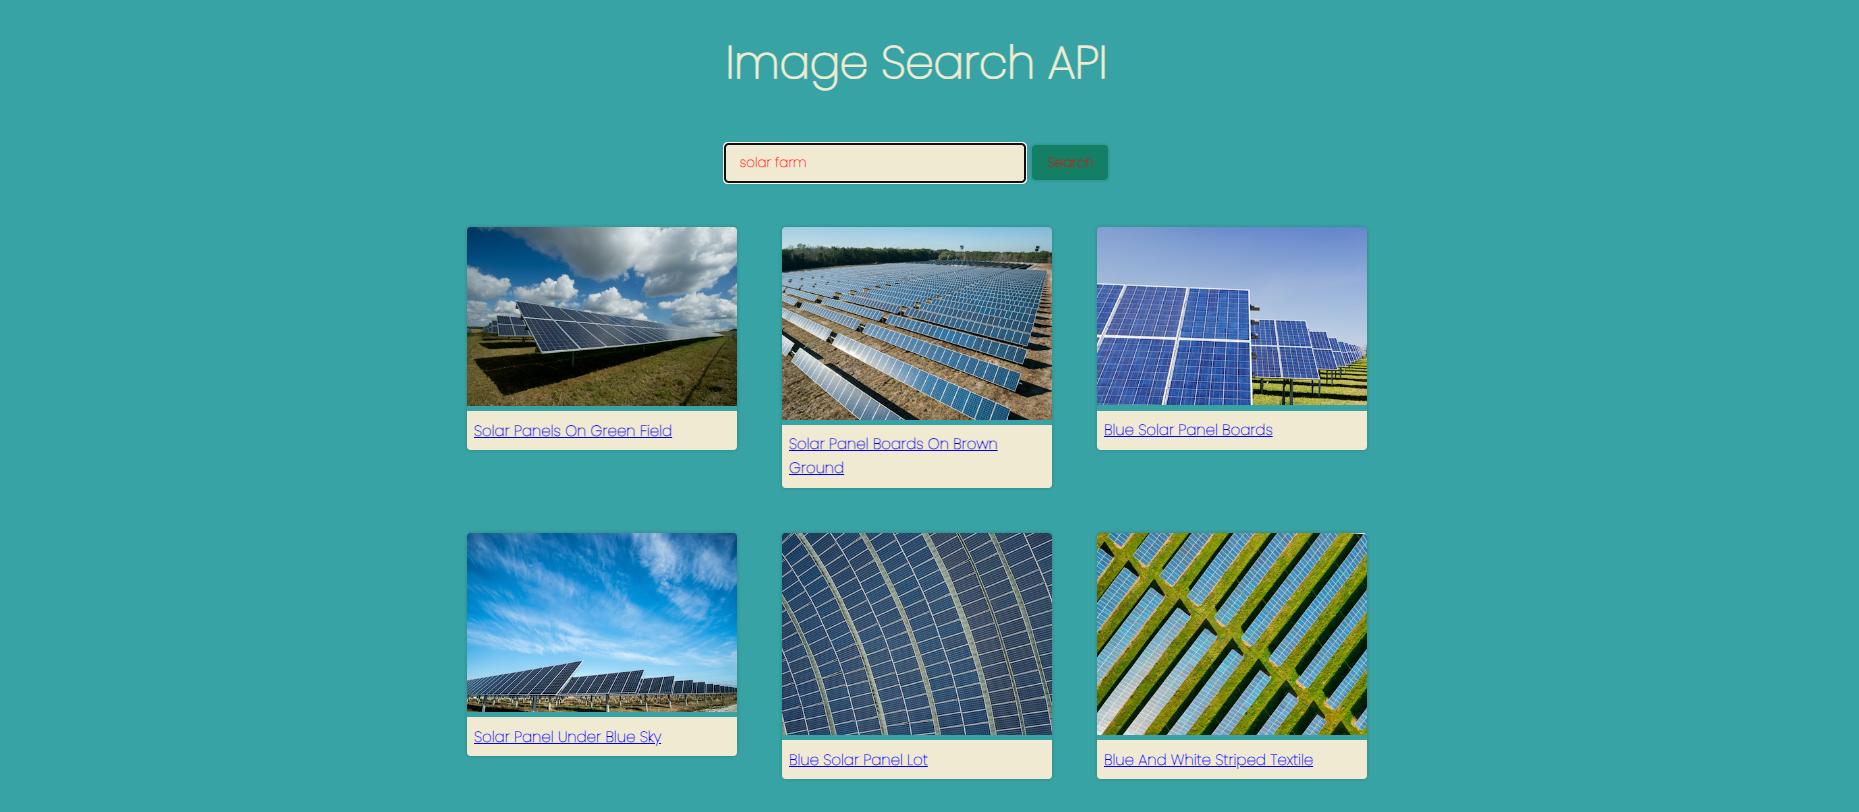 Image Search API
solar farm
Search
Solar Panels On Green Field
Solar Panel Boards On Brown
Ground
Blue Solar Panel Boards
Solar Panel Under Blue Sky
Blue Solar Panel Lot
Blue And White Striped Textile